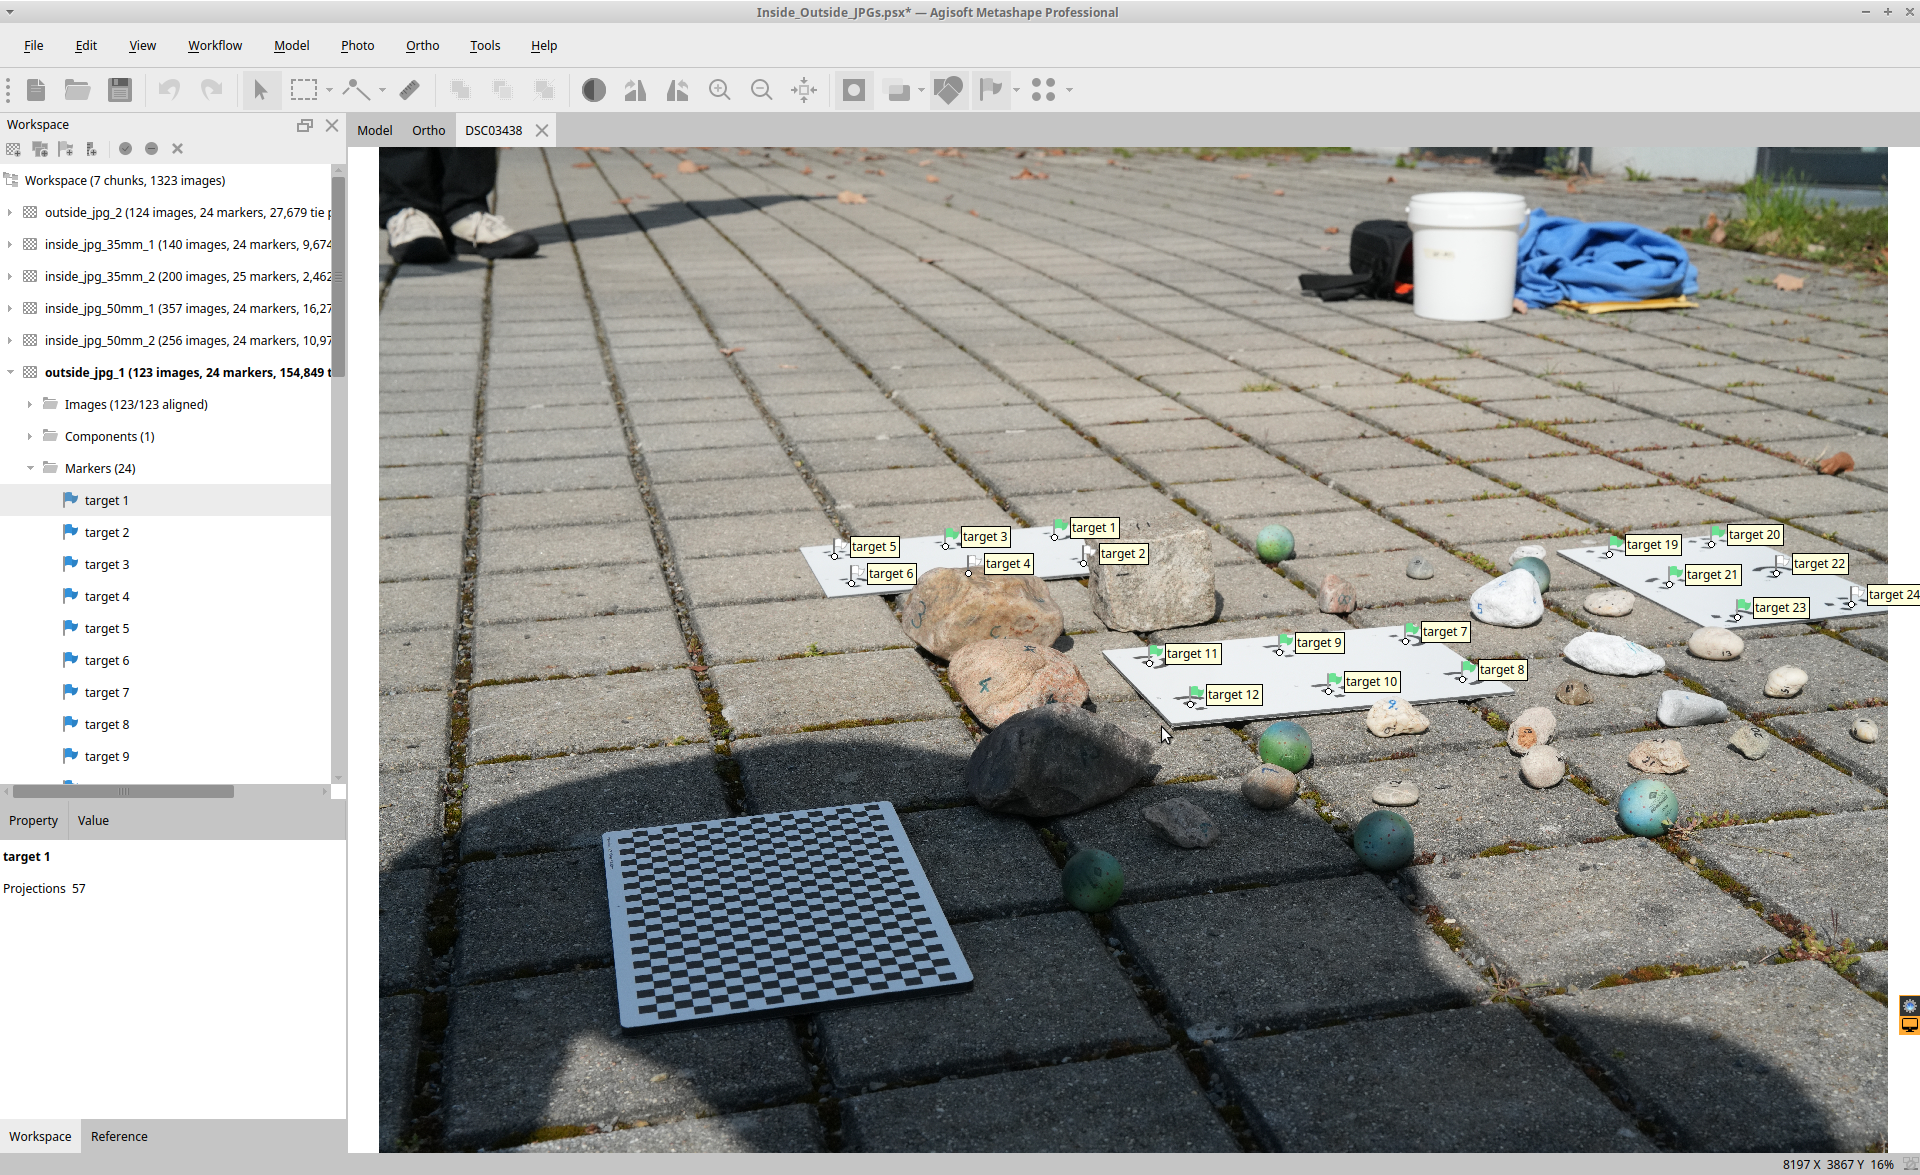 Inside_Outside_JPGs.psx* — Agisoft Metashape Professional
File Edit View Workflow Model Photo Ortho Tools Help
Workspace
Model Ortho DSC03438
Workspace (7 chunks, 1323 images)
outside_jpg_2 (124 images, 24 markers, 27,679 tie p
inside_jpg_35mm_1 (140 images, 24 markers, 9,674
inside_jpg_35mm_2 (200 images, 25 markers, 2,462
inside_jpg_50mm_1 (357 images, 24 markers, 16,27
inside_jpg_50mm_2 (256 images, 24 markers, 10,97
outside_jpg_1 (123 images, 24 markers, 154,849 t
Images (123/123 aligned)
Components (1)
Markers (24)
target 1
target 2
target 3
target 4
target 5
target 6
target 7
target 8
target 9
Property Value
target 1
Projections 57
Workspace Reference
target 1
target 3
target 5
target 2
target 4
target 6
target 20
target 19
target 22
target 21
target 24
target 23
target 7
target 9
target 11
target 8
target 10
target 12
8197 X 3867 Y 16%